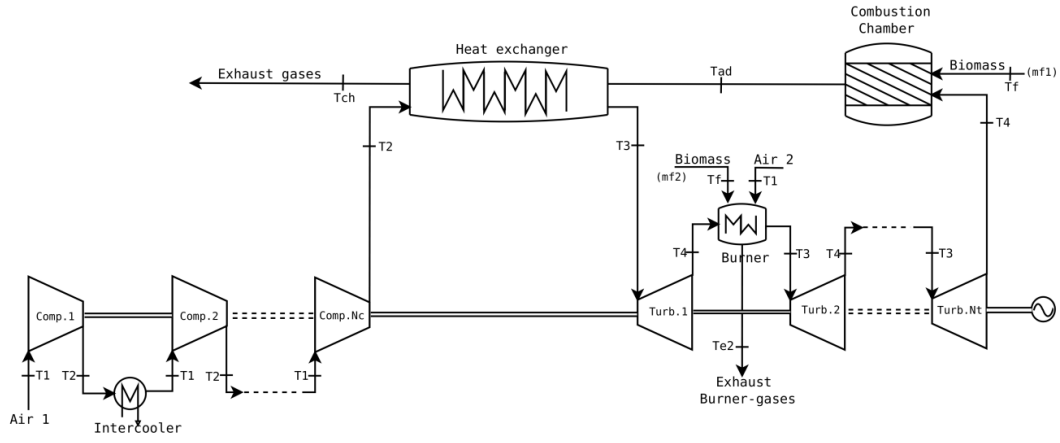 Combustion
Chamber
Heat exchanger
Exhaust gases
Tad
Biomass
(mf1)
Tch
Tf
T2
T3
T4
Biomass
Air 2
(mf2)
Tf
T1
T4
Burner
T3
T4
T3
Comp.1
Comp.2
Comp.Nc
Turb.1
Turb.2
Turb.Nt
T1
T2
T1
T2
T1
Te2
Air 1
Intercooler
Exhaust
Burner-gases